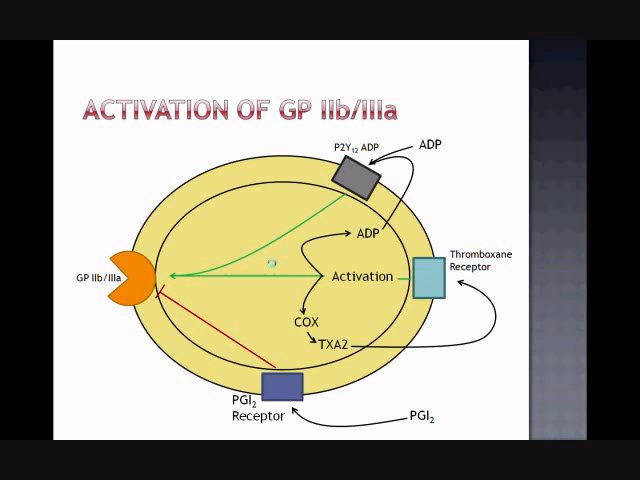 ACTIVATION OF GP IIb/IIIa
P2Y12 ADP
ADP
ADP
Thromboxane
Receptor
GP IIb/IIIa
Activation
COX
TXA2
PGI2
Receptor
PGI2